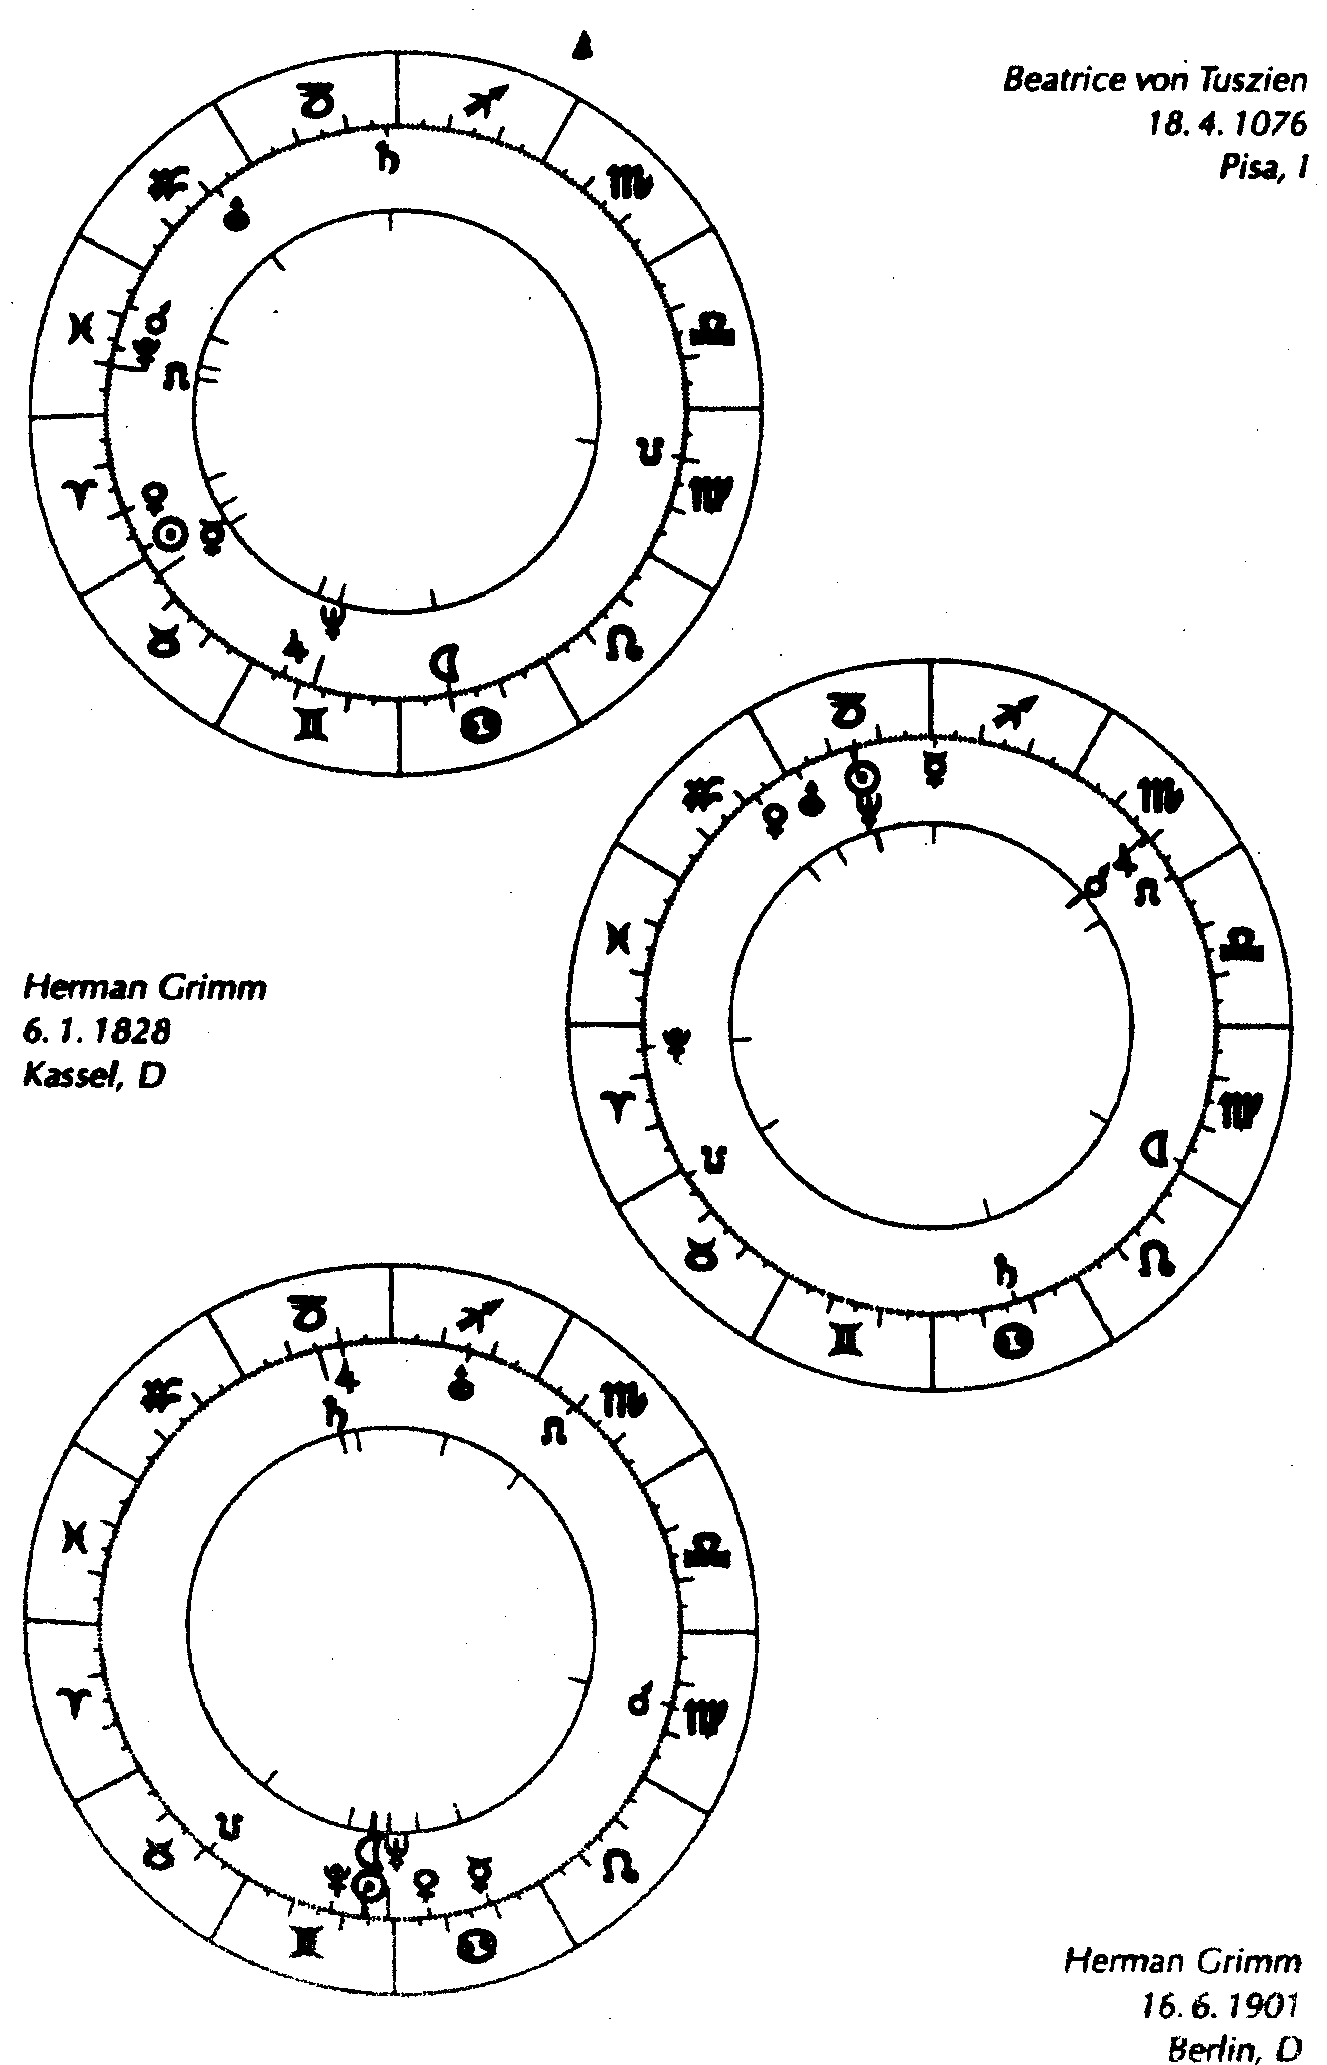 Beatrice von Tuszien
18. 4. 1076
Pisa, I
Herman Grimm
6. 1. 1828
Kassel, D
Herman Grimm
16. 6. 1901
Berlin, D